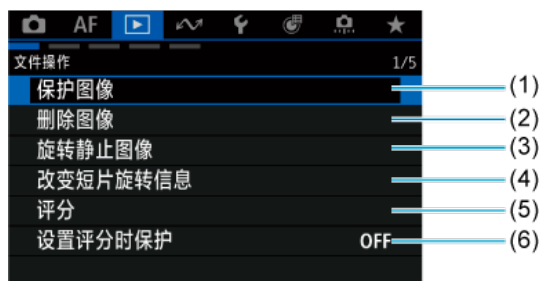 AF
文件操作 1/5
保护图像 (1)
删除图像 (2)
旋转静止图像 (3)
改变短片旋转信息 (4)
评分 (5)
设置评分时保护 OFF (6)